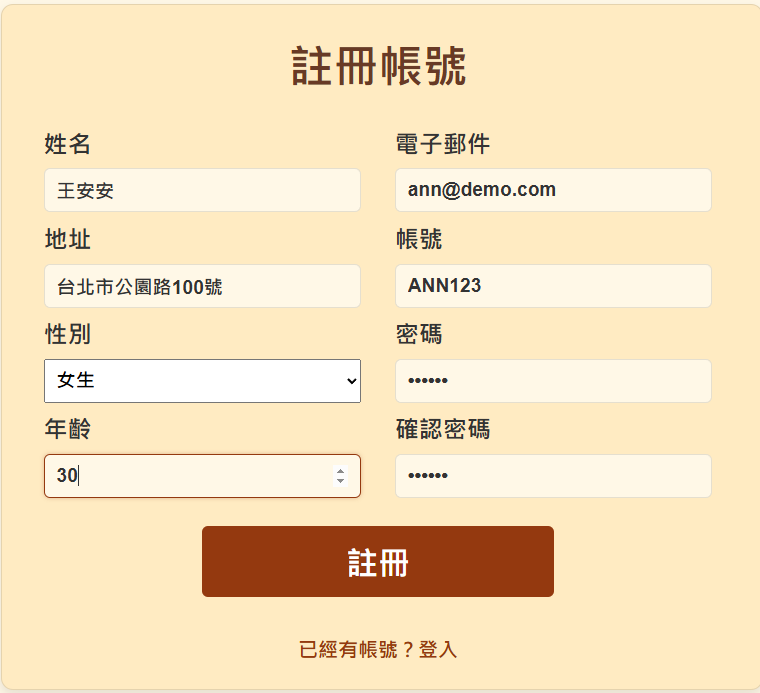 註冊帳號
姓名
王安安
電子郵件
ann@demo.com
地址
台北市公園路100號
帳號
ANN123
性別
女生
密碼
••••••
年齡
30
確認密碼
••••••
註冊
已經有帳號？登入